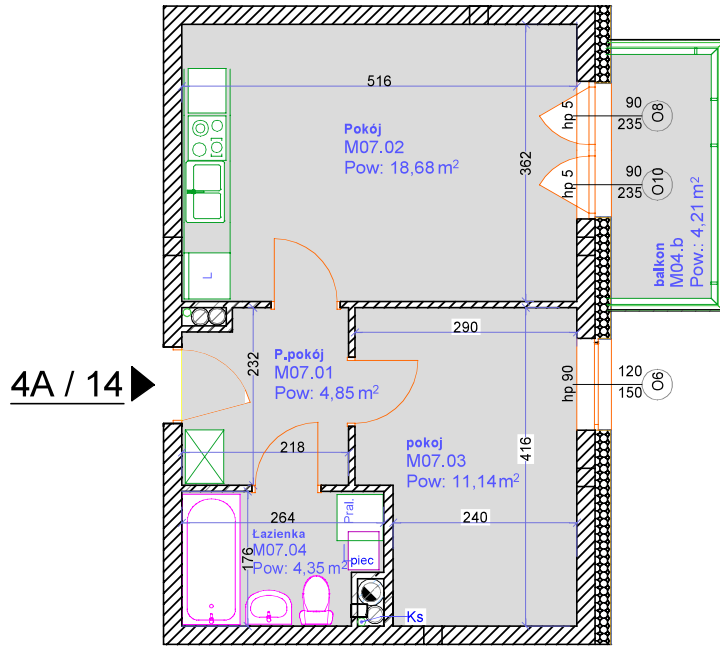 516
Pokój
M07.02
Pow: 18,68 m²
362
hp 5
90
235
O8
hp 5
90
235
O10
balkon
M04.b
Pow.: 4,21 m²
L
290
P.pokój
M07.01
Pow: 4,85 m²
232
4A / 14
hp 90
120
150
O6
218
pokoj
M07.03
Pow: 11,14 m²
416
264
240
Pral.
Łazienka
M07.04
Pow: 4,35 m²
176
piec
Ks